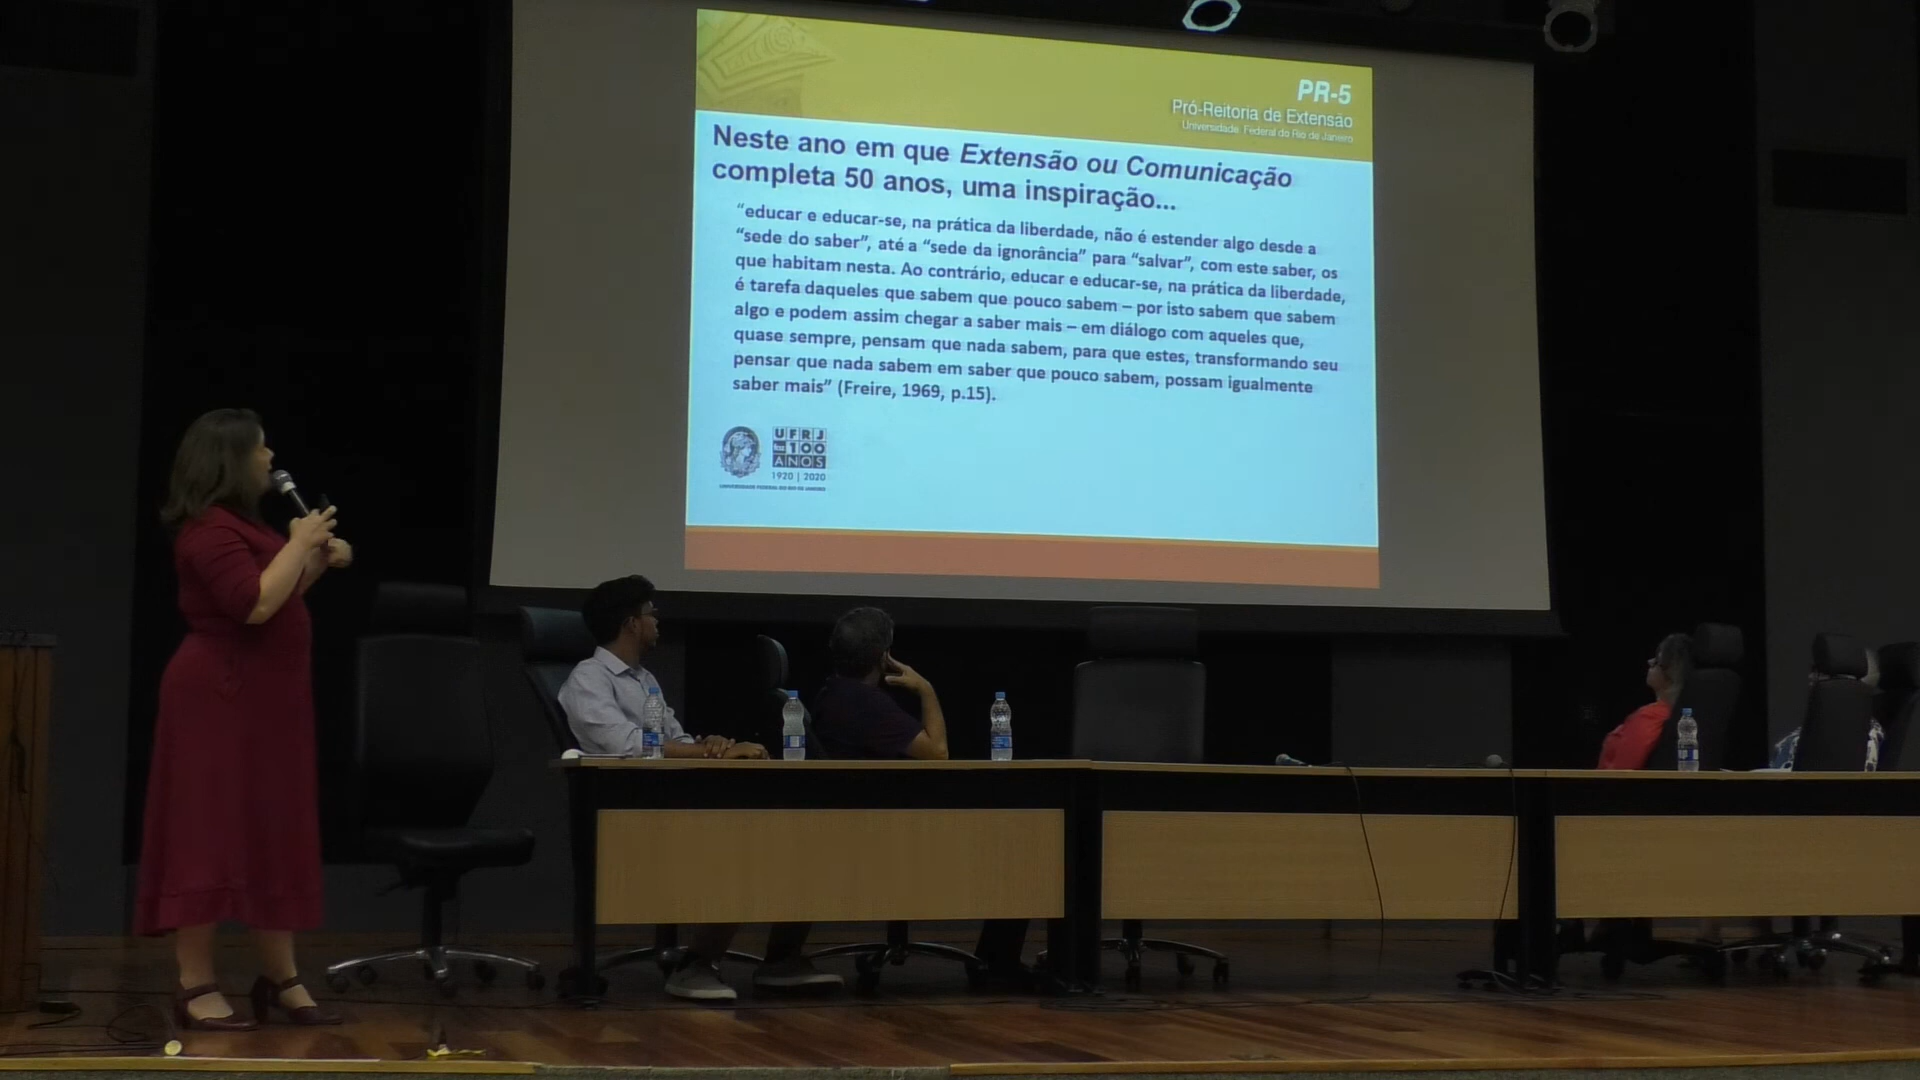 PR-5
Pró-Reitoria de Extensão
Universidade Federal do Rio de Janeiro
Neste ano em que Extensão ou Comunicação
completa 50 anos, uma inspiração...
“educar e educar-se, na prática da liberdade, não é estender algo desde a
“sede do saber”, até a “sede da ignorância” para “salvar”, com este saber, os
que habitam nesta. Ao contrário, educar e educar-se, na prática da liberdade,
é tarefa daqueles que sabem que pouco sabem – por isto sabem que sabem
algo e podem assim chegar a saber mais – em diálogo com aqueles que,
quase sempre, pensam que nada sabem, para que estes, transformando seu
pensar que nada sabem em saber que pouco sabem, possam igualmente
saber mais” (Freire, 1969, p.15).
UFRJ
100
ANOS
1920 | 2020
UNIVERSIDADE FEDERAL DO RIO DE JANEIRO